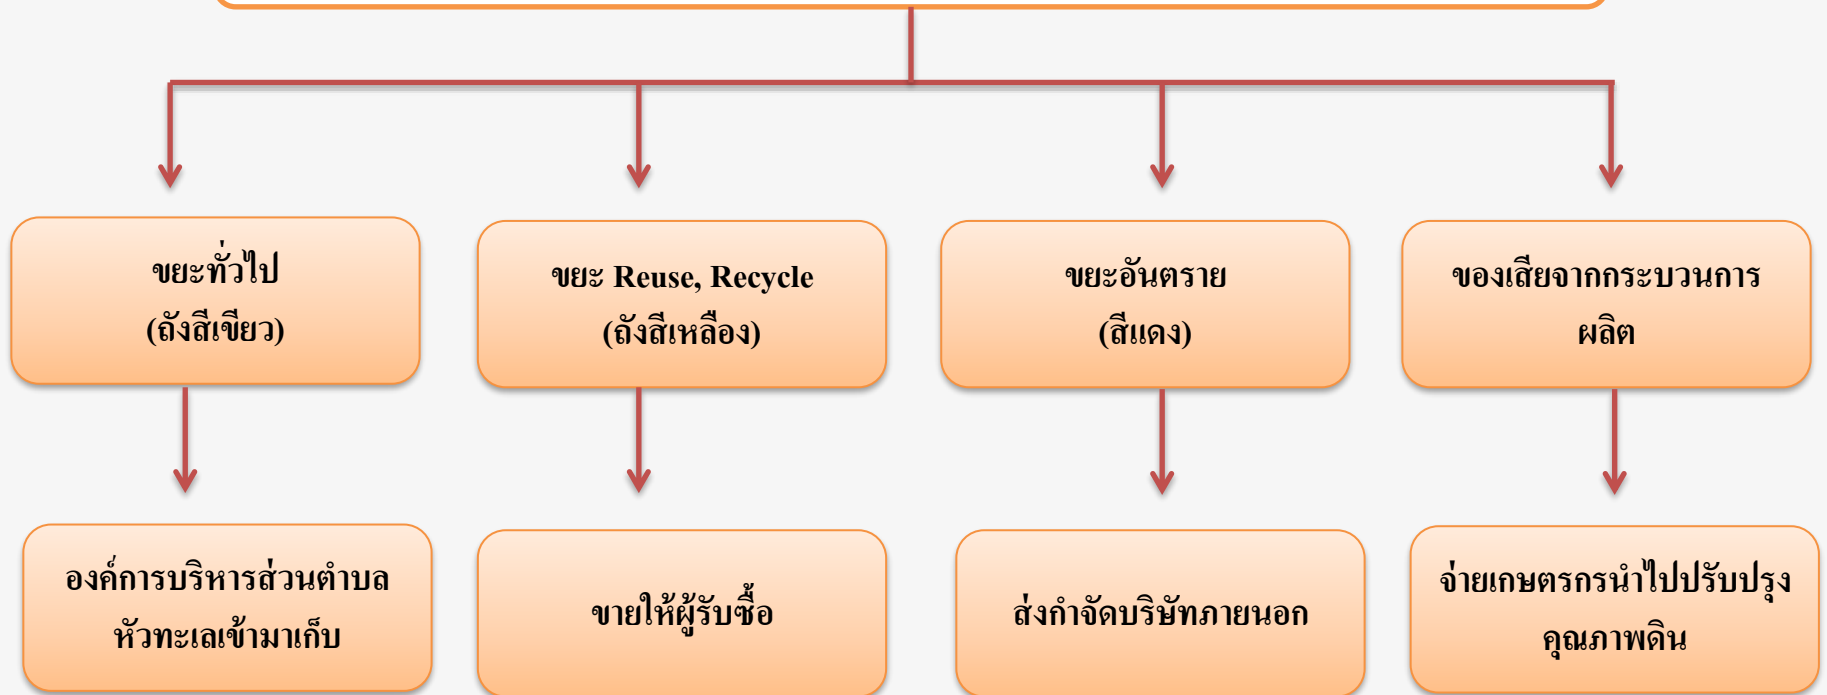 ขยะทั่วไป
(ถังสีเขียว)
ขยะ Reuse, Recycle
(ถังสีเหลือง)
ขยะอันตราย
(สีแดง)
ของเสียจากกระบวนการ
ผลิต
องค์การบริหารส่วนตำบล
หัวทะเลเข้ามาเก็บ
ขายให้ผู้รับซื้อ
ส่งกำจัดบริษัทภายนอก
จ่ายเกษตรกรนำไปปรับปรุง
คุณภาพดิน